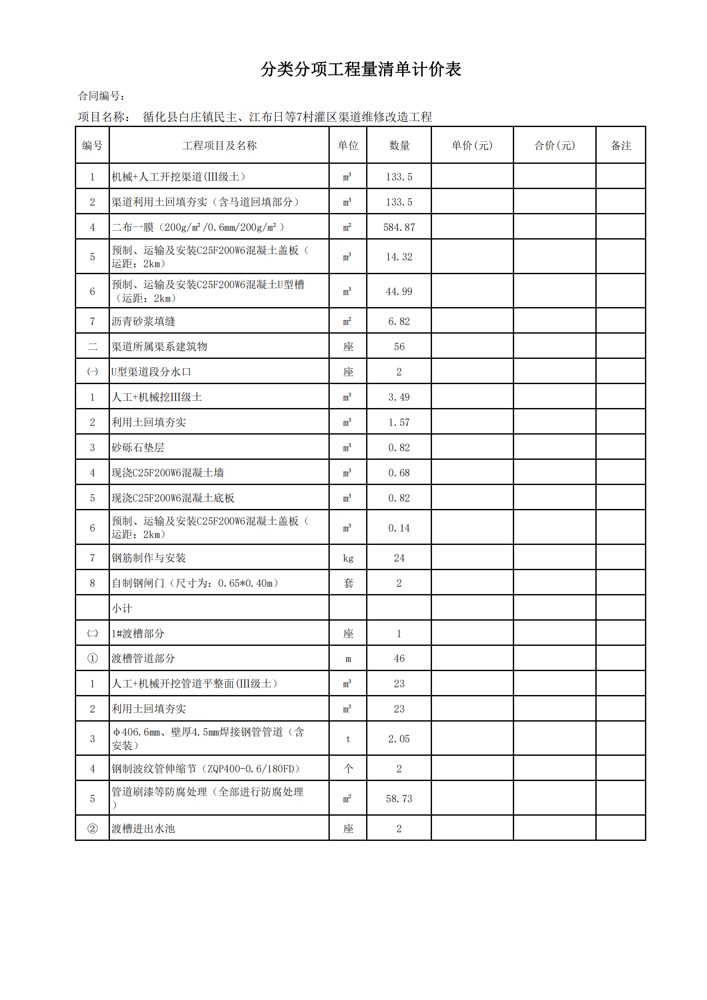 分类分项工程量清单计价表
合同编号：
项目名称： 循化县白庄镇民主、江布日等7村灌区渠道维修改造工程
编号 工程项目及名称 单位 数量 单价(元) 合价(元) 备注
1 机械+人工开挖渠道(Ⅲ级土） m³ 133.5
2 渠道利用土回填夯实（含马道回填部分） m³ 133.5
4 二布一膜（200g/m²/0.6mm/200g/m²） m² 584.87
5 预制、运输及安装C25F200W6混凝土盖板（
运距：2km） m³ 14.32
6 预制、运输及安装C25F200W6混凝土U型槽
（运距：2km） m³ 44.99
7 沥青砂浆填缝 m² 6.82
二 渠道所属渠系建筑物 座 56
㈠ U型渠道段分水口 座 2
1 人工+机械挖Ⅲ级土 m³ 3.49
2 利用土回填夯实 m³ 1.57
3 砂砾石垫层 m³ 0.82
4 现浇C25F200W6混凝土墙 m³ 0.68
5 现浇C25F200W6混凝土底板 m³ 0.82
6 预制、运输及安装C25F200W6混凝土盖板（
运距：2km） m³ 0.14
7 钢筋制作与安装 kg 24
8 自制钢闸门（尺寸为：0.65*0.40m） 套 2
小计
㈡ 1#渡槽部分 座 1
① 渡槽管道部分 m 46
1 人工+机械开挖管道平整面(Ⅲ级土） m³ 23
2 利用土回填夯实 m³ 23
3 φ406.6mm、壁厚4.5mm焊接钢管管道（含
安装） t 2.05
4 钢制波纹管伸缩节（ZQP400-0.6/180FD） 个 2
5 管道刷漆等防腐处理（全部进行防腐处理
） m² 58.73
② 渡槽进出水池 座 2